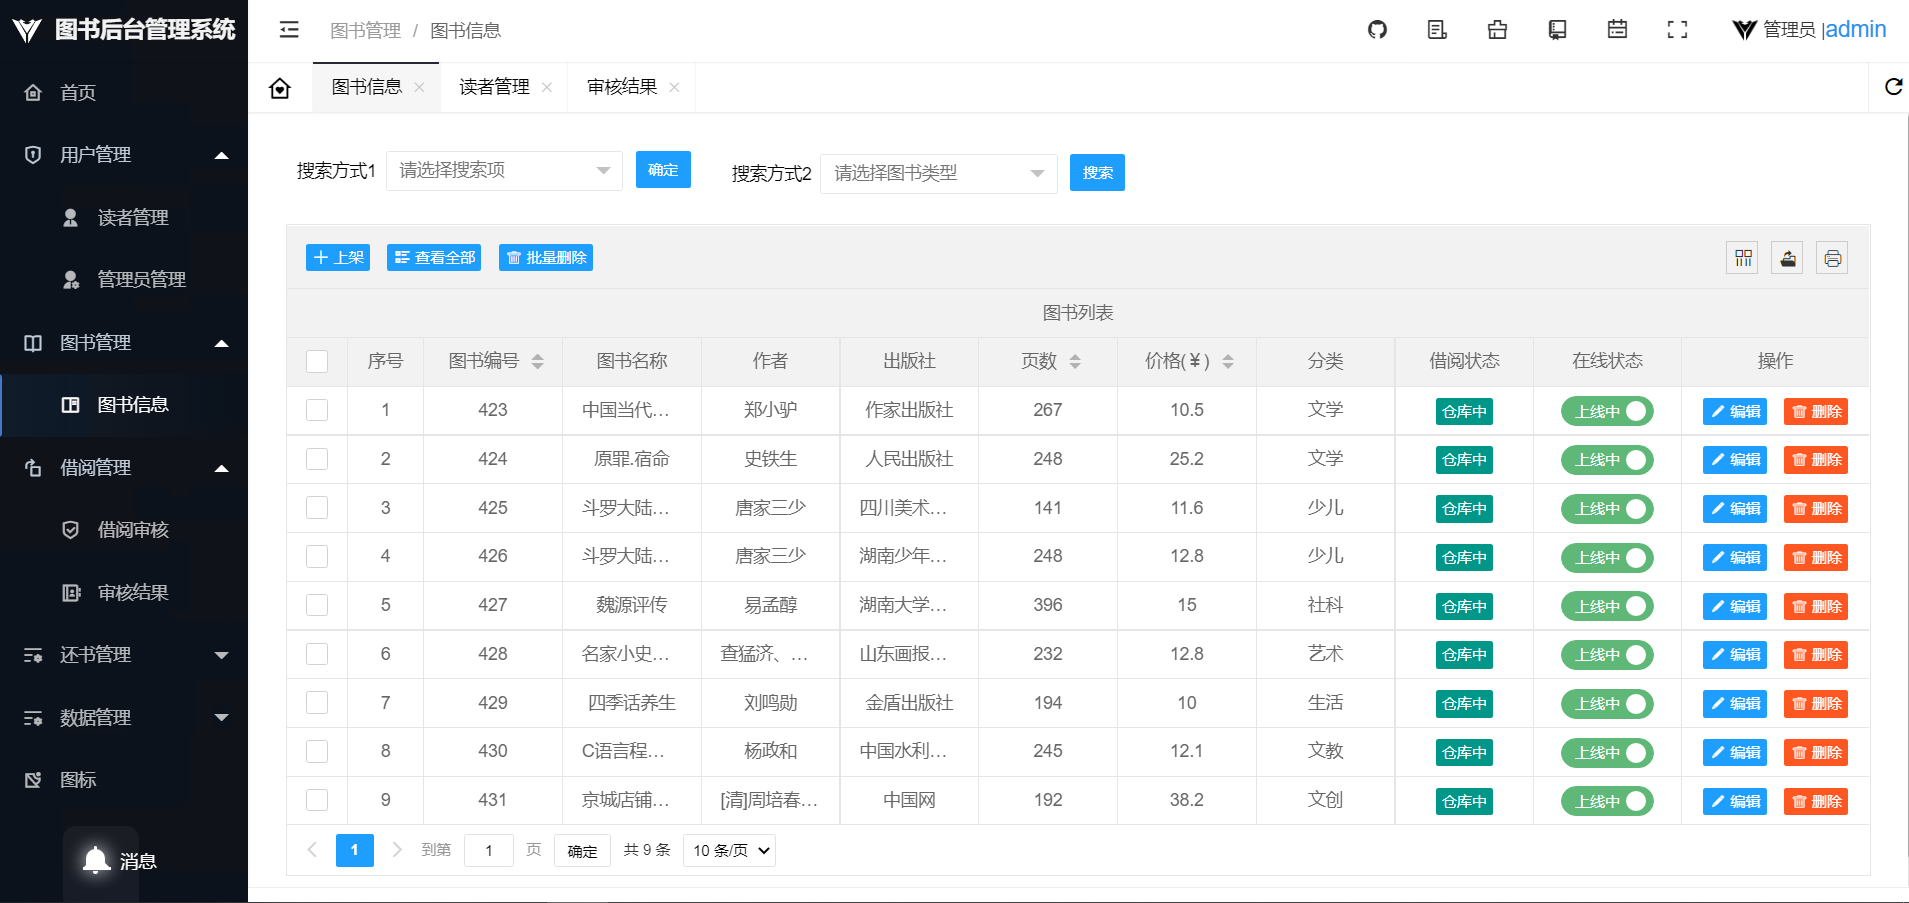 图书后台管理系统
图书管理 / 图书信息
管理员 |admin
首页
用户管理
读者管理
管理员管理
图书管理
图书信息
借阅管理
借阅审核
审核结果
还书管理
数据管理
图标
消息
图书信息 读者管理 审核结果
搜索方式1 请选择搜索项 确定 搜索方式2 请选择图书类型 搜索
上架 查看全部 批量删除
图书列表
序号 图书编号 图书名称 作者 出版社 页数 价格(￥) 分类 借阅状态 在线状态 操作
1 423 中国当代... 郑小驴 作家出版社 267 10.5 文学 仓库中 上线中 编辑 删除
2 424 原罪.宿命 史铁生 人民出版社 248 25.2 文学 仓库中 上线中 编辑 删除
3 425 斗罗大陆... 唐家三少 四川美术... 141 11.6 少儿 仓库中 上线中 编辑 删除
4 426 斗罗大陆... 唐家三少 湖南少年... 248 12.8 少儿 仓库中 上线中 编辑 删除
5 427 魏源评传 易孟醇 湖南大学... 396 15 社科 仓库中 上线中 编辑 删除
6 428 名家小史... 查猛济、... 山东画报... 232 12.8 艺术 仓库中 上线中 编辑 删除
7 429 四季话养生 刘鸣勋 金盾出版社 194 10 生活 仓库中 上线中 编辑 删除
8 430 C语言程... 杨政和 中国水利... 245 12.1 文教 仓库中 上线中 编辑 删除
9 431 京城店铺... [清]周培春... 中国网 192 38.2 文创 仓库中 上线中 编辑 删除
1 到第 1 页 确定 共 9 条 10 条/页